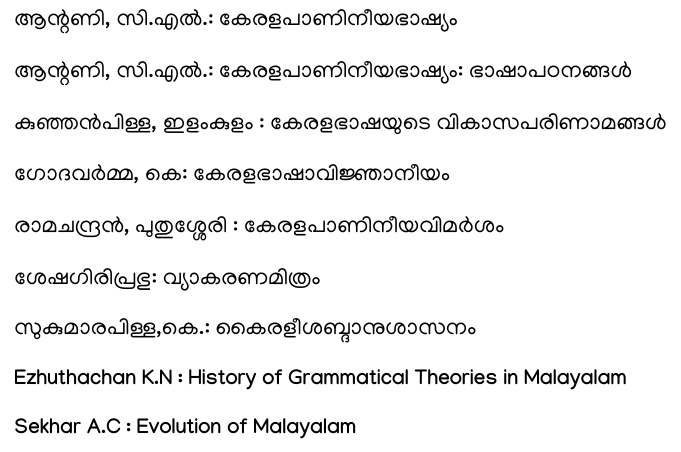 ആന്റണി, സി.എൽ.: കേരളപാണിനീയഭാഷ്യം
ആന്റണി, സി.എൽ.: കേരളപാണിനീയഭാഷ്യം: ഭാഷാപഠനങ്ങൾ
കുഞ്ഞൻപിള്ള, ഇളംകുളം : കേരളഭാഷയുടെ വികാസപരിണാമങ്ങൾ
ഗോദവർമ്മ, കെ: കേരളഭാഷാവിജ്ഞാനീയം
രാമചന്ദ്രൻ, പുതുശ്ശേരി : കേരളപാണിനീയവിമർശം
ശേഷഗിരിപ്രഭു: വ്യാകരണമിത്രം
സുകുമാരപിള്ള,കെ.: കൈരളീശബ്ദാനുശാസനം
Ezhuthachan K.N : History of Grammatical Theories in Malayalam
Sekhar A.C : Evolution of Malayalam